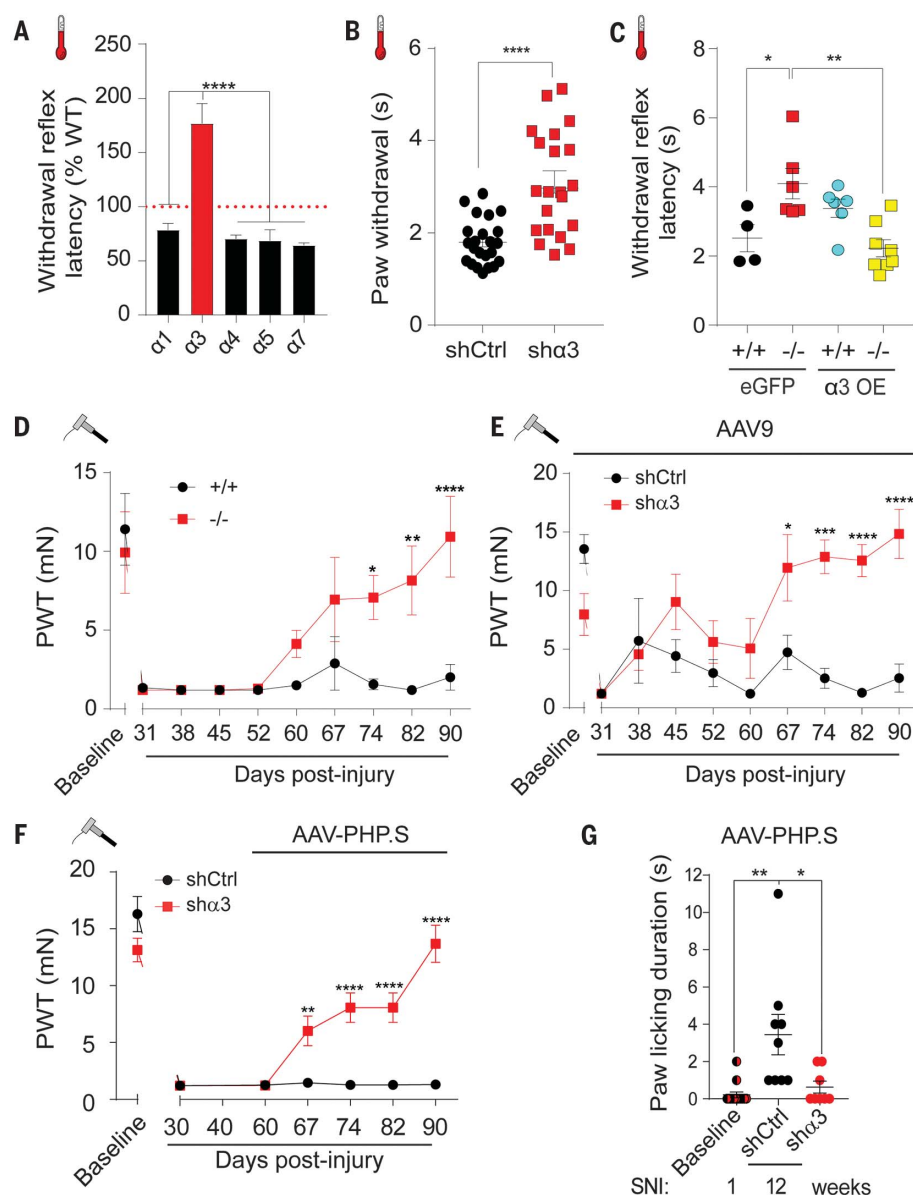 A
Withdrawal reflex
latency (% WT)
250
200
150
100
50
0
****
α1
α3
α4
α5
α7
B
Paw withdrawal (s)
6
4
2
0
****
shCtrl
shα3
C
Withdrawal reflex
latency (s)
8
6
4
2
0
*
**
+/+
-/-
+/+
-/-
eGFP
α3 OE
D
PWT (mN)
15
10
5
0
+/+
-/-
*
**
****
Baseline
31
38
45
52
60
67
74
82
90
Days post-injury
E
AAV9
PWT (mN)
20
15
10
5
0
shCtrl
shα3
*
***
****
****
Baseline
31
38
45
52
60
67
74
82
90
Days post-injury
F
AAV-PHP.S
PWT (mN)
20
15
10
5
0
shCtrl
shα3
**
****
****
****
Baseline
30
40
60
67
74
82
90
Days post-injury
G
AAV-PHP.S
Paw licking duration (s)
12
10
8
6
4
2
0
**
*
Baseline
shCtrl
shα3
SNI: 1 12 weeks